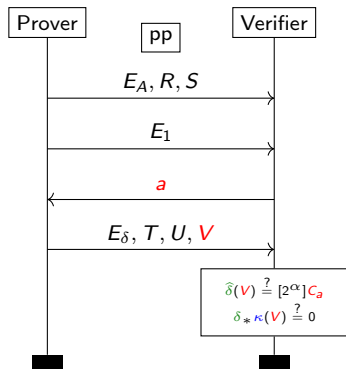 Prover pp Verifier
E_A, R, S
E_1
a
E_δ, T, U, V
δ̂(V) ≟ [2^α]C_a
δ_* κ(V) ≟ 0